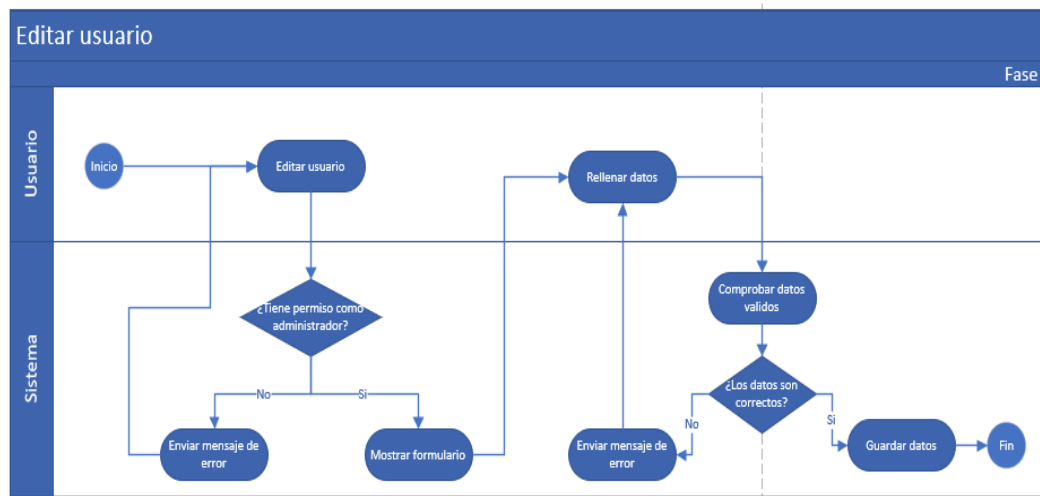 Editar usuario
Fase
Usuario
Inicio
Editar usuario
Rellenar datos
Sistema
¿Tiene permiso como
administrador?
Comprobar datos
validos
No
Si
¿Los datos son
correctos?
No
Si
Enviar mensaje de
error
Mostrar formulario
Enviar mensaje de
error
Guardar datos
Fin